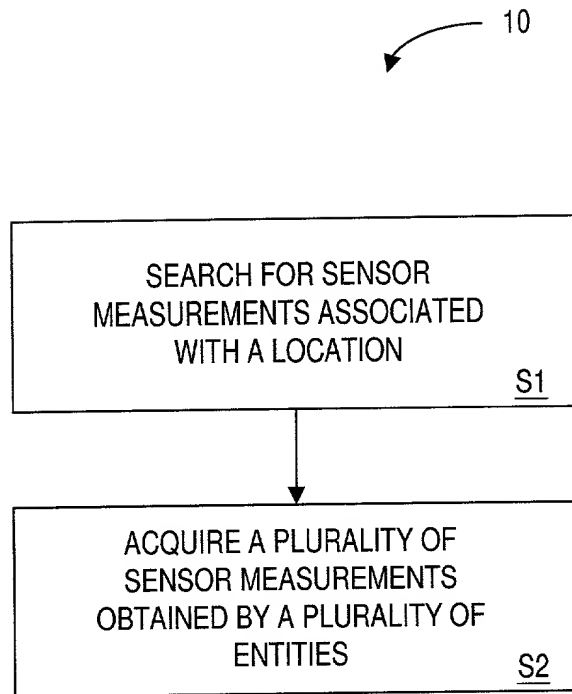 10
SEARCH FOR SENSOR
MEASUREMENTS ASSOCIATED
WITH A LOCATION
S1
ACQUIRE A PLURALITY OF
SENSOR MEASUREMENTS
OBTAINED BY A PLURALITY OF
ENTITIES
S2